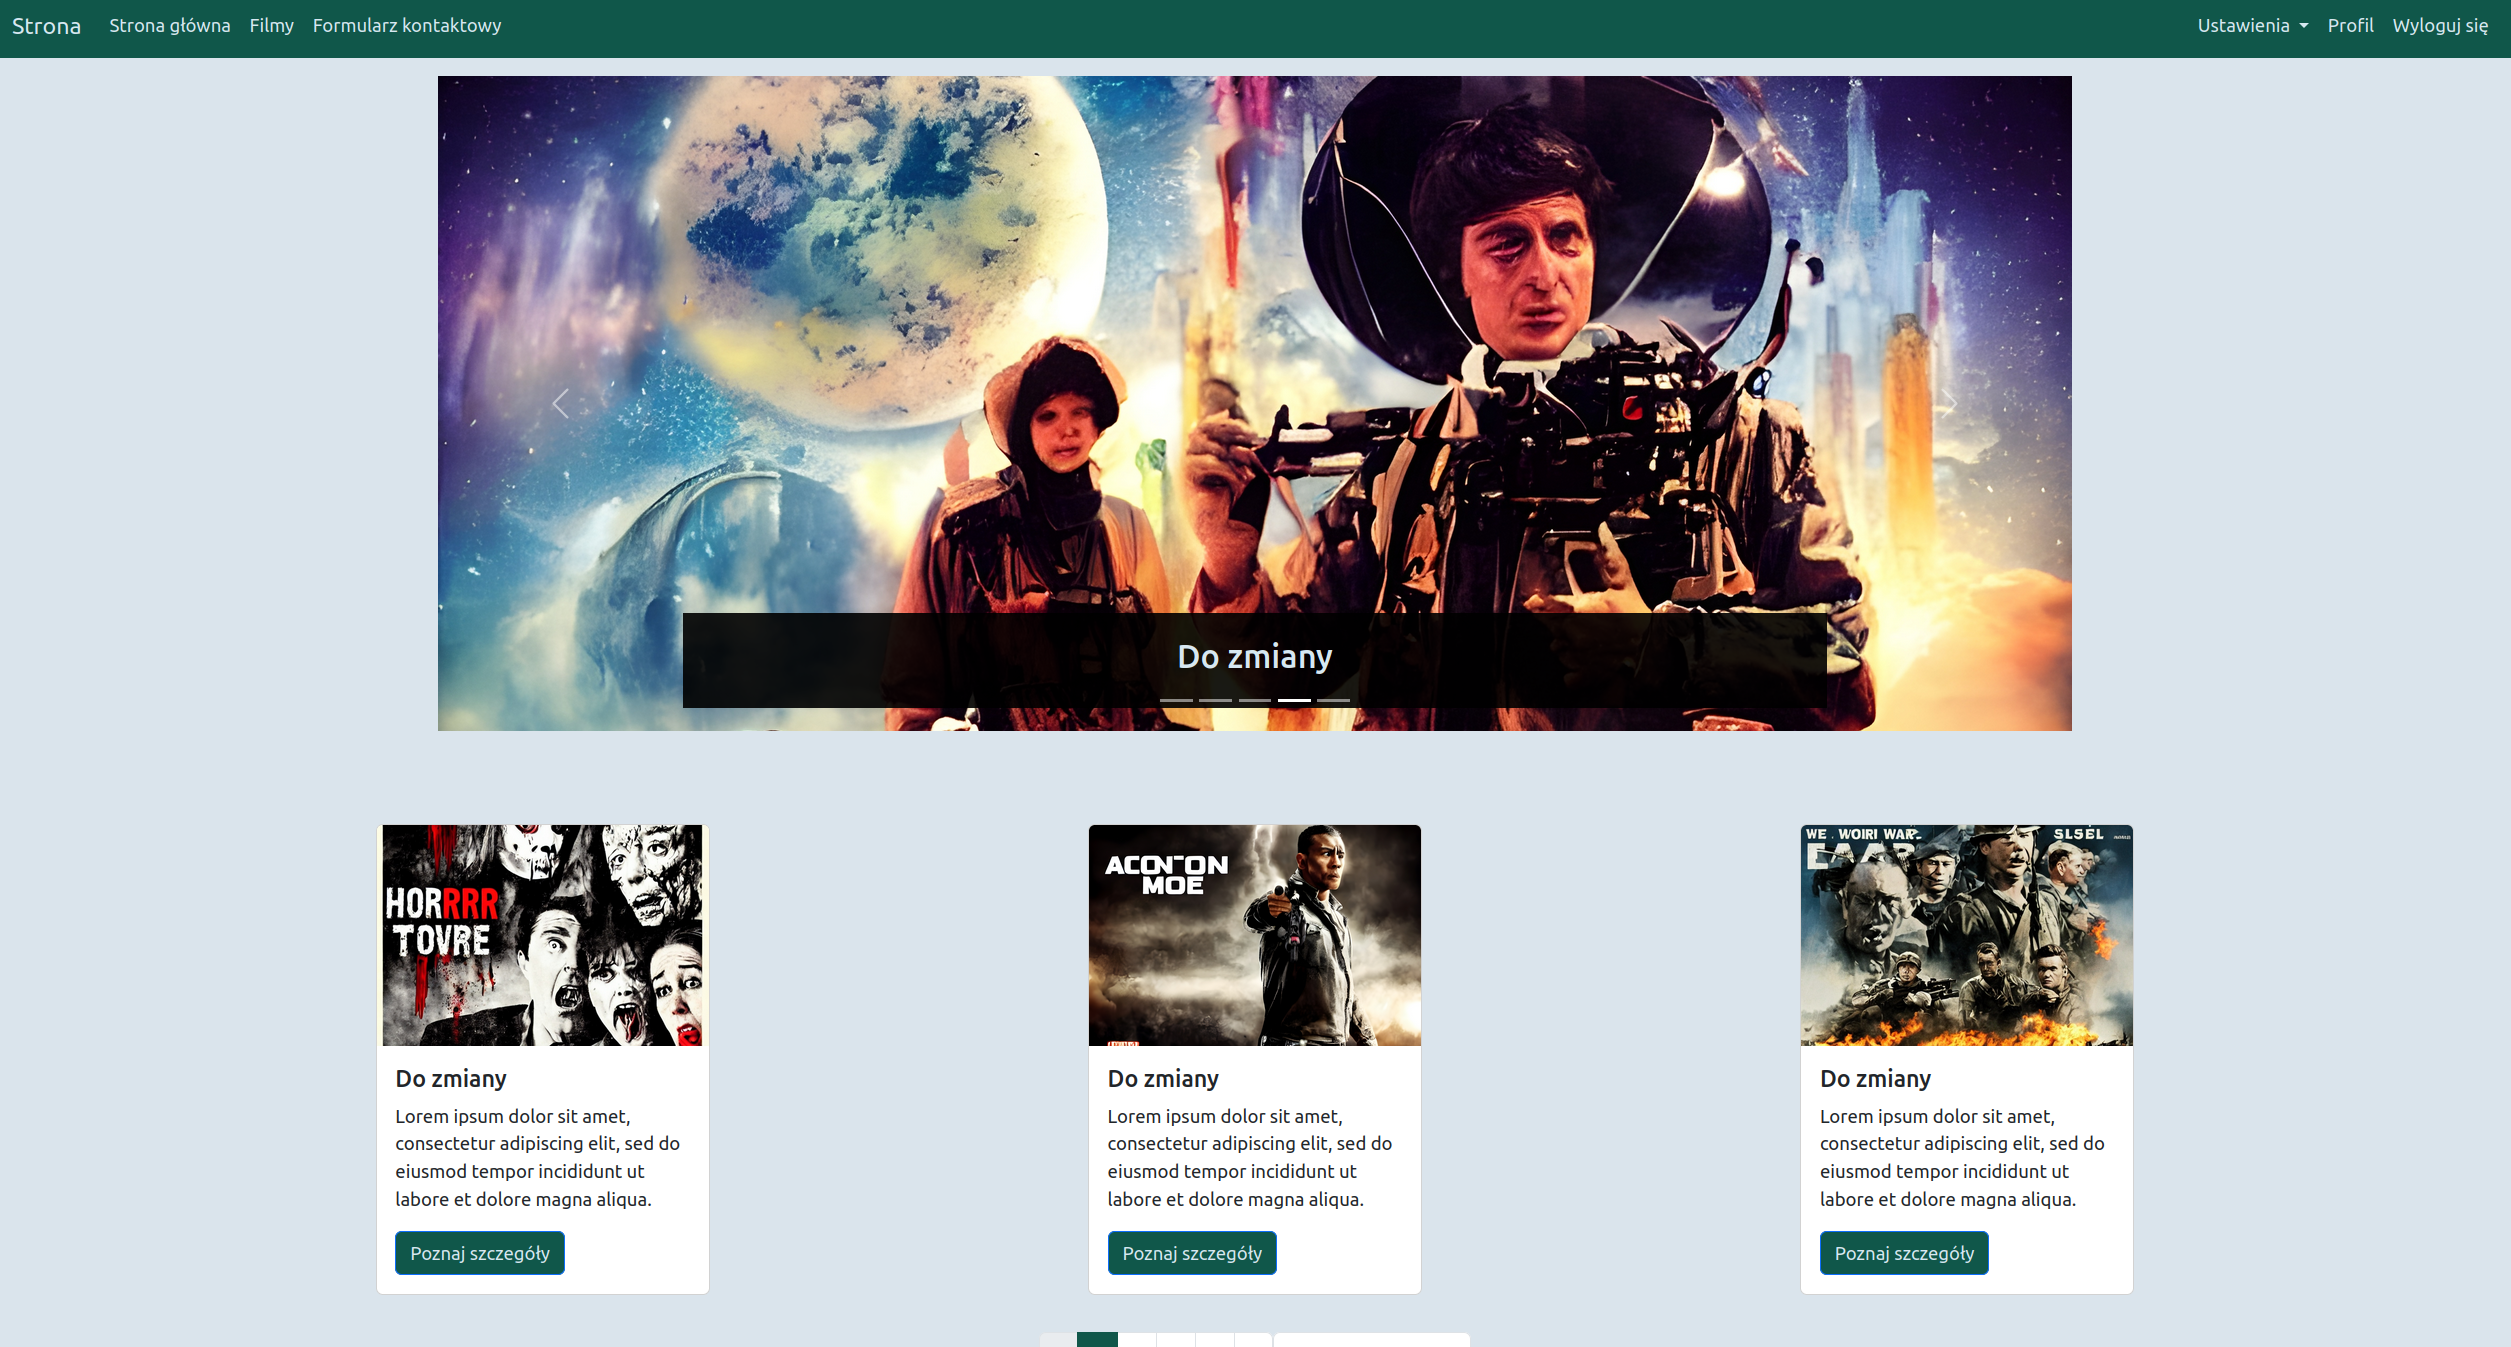 Strona Strona główna Filmy Formularz kontaktowy Ustawienia Profil Wyloguj się
Do zmiany
HORRRR
TOVRE
Do zmiany
Lorem ipsum dolor sit amet,
consectetur adipiscing elit, sed do
eiusmod tempor incididunt ut
labore et dolore magna aliqua.
Poznaj szczegóły
ACON-ON
MOE
Do zmiany
Lorem ipsum dolor sit amet,
consectetur adipiscing elit, sed do
eiusmod tempor incididunt ut
labore et dolore magna aliqua.
Poznaj szczegóły
WE . WOIRI WAR SLSEL
Do zmiany
Lorem ipsum dolor sit amet,
consectetur adipiscing elit, sed do
eiusmod tempor incididunt ut
labore et dolore magna aliqua.
Poznaj szczegóły